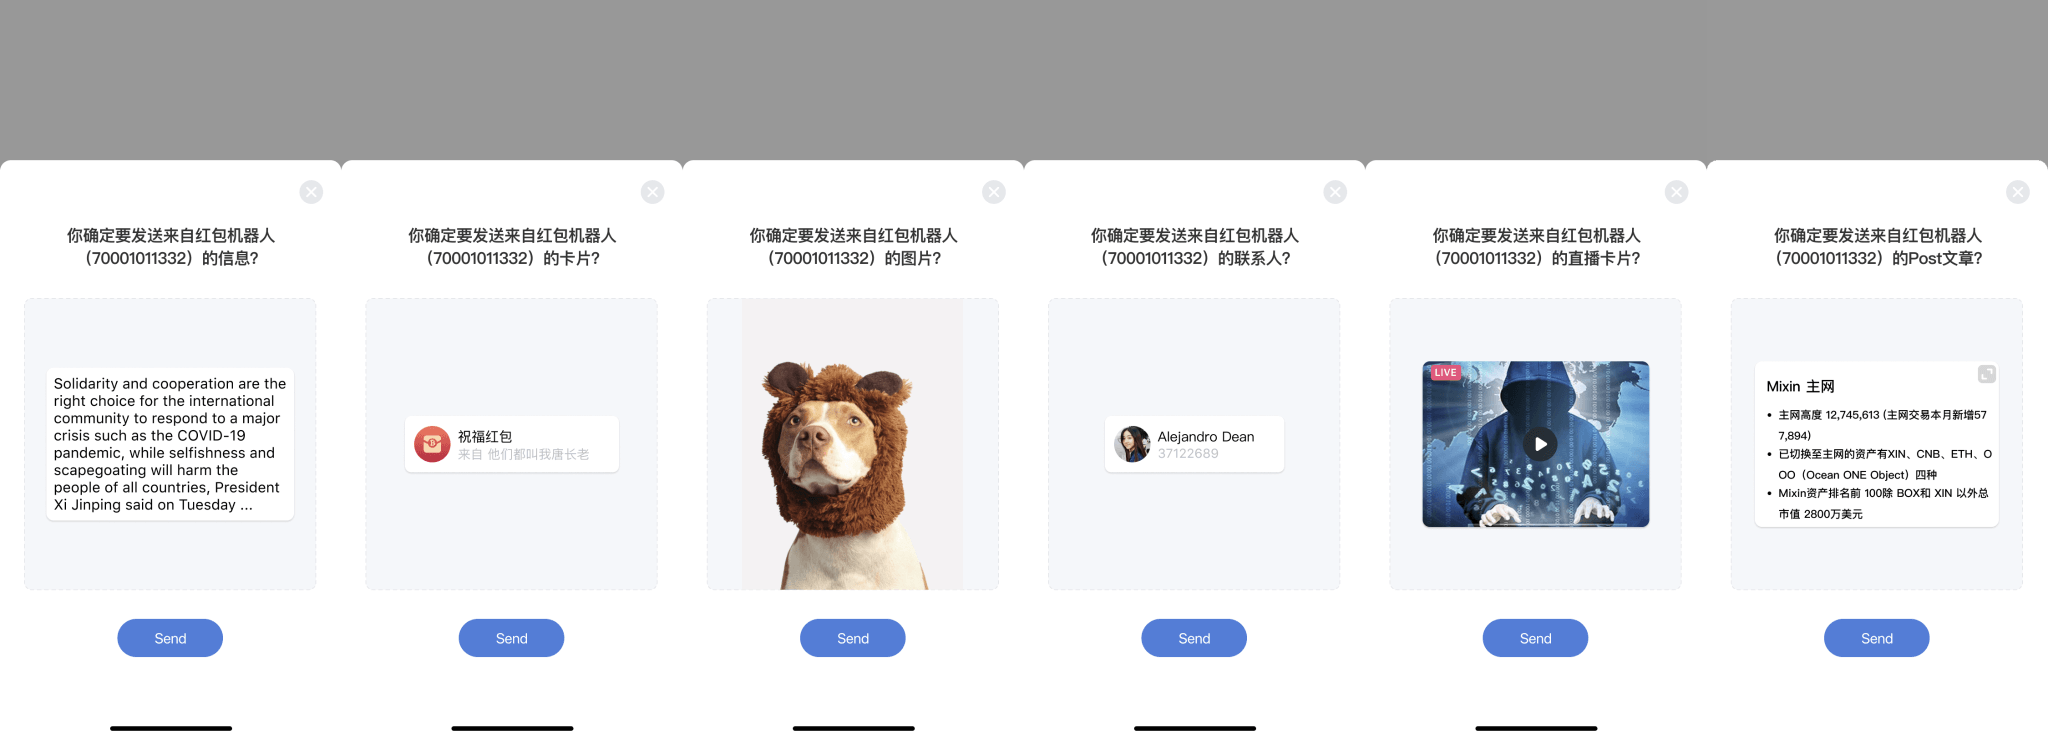 你确定要发送来自红包机器人
（70001011332）的信息?
Solidarity and cooperation are the
right choice for the international
community to respond to a major
crisis such as the COVID-19
pandemic, while selfishness and
scapegoating will harm the
people of all countries, President
Xi Jinping said on Tuesday ...
Send
你确定要发送来自红包机器人
（70001011332）的卡片?
祝福红包
来自 他们都叫我唐长老
Send
你确定要发送来自红包机器人
（70001011332）的图片?
Send
你确定要发送来自红包机器人
（70001011332）的联系人?
Alejandro Dean
37122689
Send
你确定要发送来自红包机器人
（70001011332）的直播卡片?
LIVE
Send
你确定要发送来自红包机器人
（70001011332）的Post文章?
Mixin 主网
• 主网高度 12,745,613 (主网交易本月新增57
7,894)
• 已切换至主网的资产有XIN、CNB、ETH、O
OO（Ocean ONE Object）四种
• Mixin资产排名前 100除 BOX和 XIN 以外总
市值 2800万美元
Send